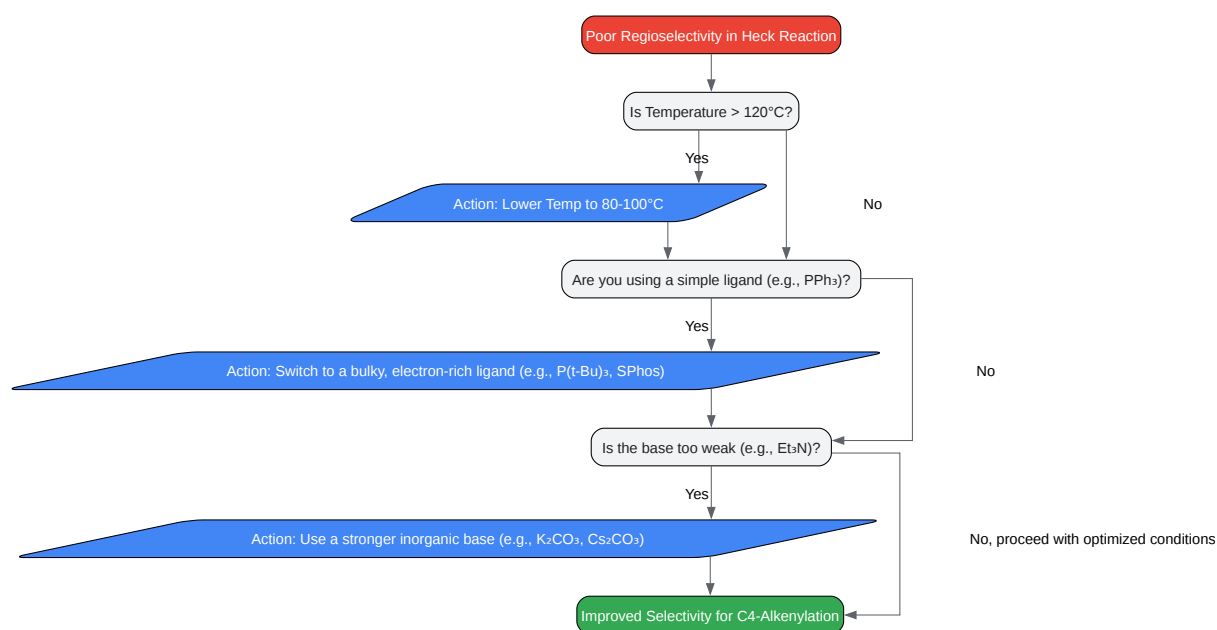 Poor Regioselectivity in Heck Reaction
Is Temperature > 120°C?
Yes
Action: Lower Temp to 80-100°C
No
Are you using a simple ligand (e.g., PPh₃)?
Yes
Action: Switch to a bulky, electron-rich ligand (e.g., P(t-Bu)₃, SPhos)
No
Is the base too weak (e.g., Et₃N)?
Yes
Action: Use a stronger inorganic base (e.g., K₂CO₃, Cs₂CO₃)
No, proceed with optimized conditions
Improved Selectivity for C4-Alkenylation